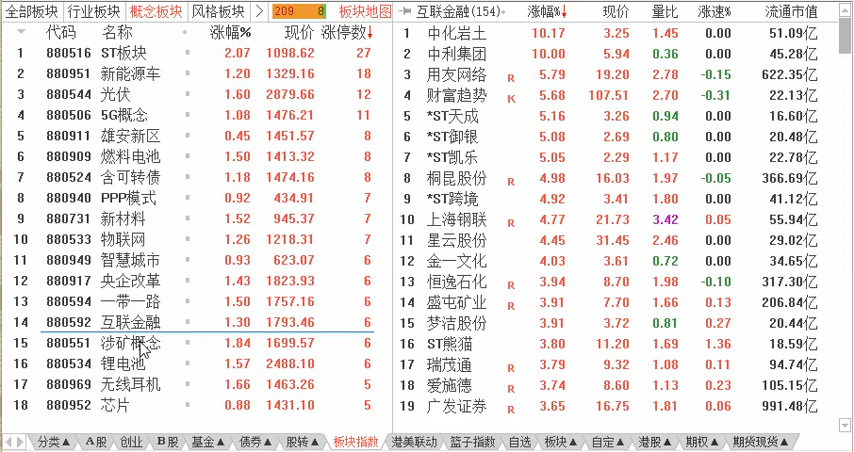 全部板块 行业板块 概念板块 风格板块 209 8 板块地图
代码 名称 涨幅% 现价 涨停数↓
1 880516 ST板块 2.07 1098.62 27
2 880951 新能源车 1.20 1329.16 18
3 880544 光伏 1.60 2879.66 12
4 880506 5G概念 1.08 1476.21 11
5 880911 雄安新区 0.45 1451.57 8
6 880909 燃料电池 1.50 1413.32 8
7 880524 含可转债 1.18 1474.16 8
8 880940 PPP模式 0.92 434.91 7
9 880731 新材料 1.52 945.37 7
10 880533 物联网 1.26 1218.31 7
11 880949 智慧城市 0.93 623.07 6
12 880917 央企改革 1.43 1823.93 6
13 880594 一带一路 1.50 1757.16 6
14 880592 互联金融 1.30 1793.46 6
15 880551 涉矿概念 1.84 1699.57 6
16 880534 锂电池 1.57 2488.10 6
17 880969 无线耳机 1.66 1463.26 5
18 880952 芯片 0.88 1431.10 5
互联金融(154) 涨幅%↓ 现价 量比 涨速% 流通市值
1 中化岩土 10.17 3.25 1.45 0.00 51.09亿
2 中利集团 10.00 5.94 0.36 0.00 45.28亿
3 用友网络 R 5.79 19.20 2.78 -0.15 622.35亿
4 财富趋势 K 5.68 107.51 2.70 -0.31 22.13亿
5 *ST天成 5.16 3.26 0.94 0.00 16.60亿
6 *ST御银 5.08 2.69 0.80 0.00 20.48亿
7 *ST凯乐 5.05 2.29 1.17 0.00 22.78亿
8 桐昆股份 R 4.98 16.03 1.97 -0.05 366.69亿
9 *ST跨境 4.92 3.41 1.80 0.00 41.12亿
10 上海钢联 R 4.77 21.73 3.42 0.05 55.94亿
11 星云股份 4.45 31.45 2.46 0.00 29.02亿
12 金一文化 4.03 3.61 0.72 0.00 34.65亿
13 恒逸石化 R 3.94 8.70 1.98 -0.10 317.30亿
14 盛屯矿业 R 3.91 7.70 1.66 0.13 206.84亿
15 梦洁股份 3.91 3.72 0.81 0.27 20.44亿
16 ST熊猫 3.80 11.20 1.69 1.36 18.59亿
17 瑞茂通 R 3.79 9.32 1.08 0.11 94.74亿
18 爱施德 R 3.74 8.60 1.13 0.23 105.15亿
19 广发证券 R 3.65 16.75 1.81 0.06 991.48亿
分类▲ A股 创业 B股 基金▲ 债券▲ 股转▲ 板块指数 港美联动 篮子指数 自选 板块▲ 自定▲ 港股▲ 期权▲ 期货现货▲